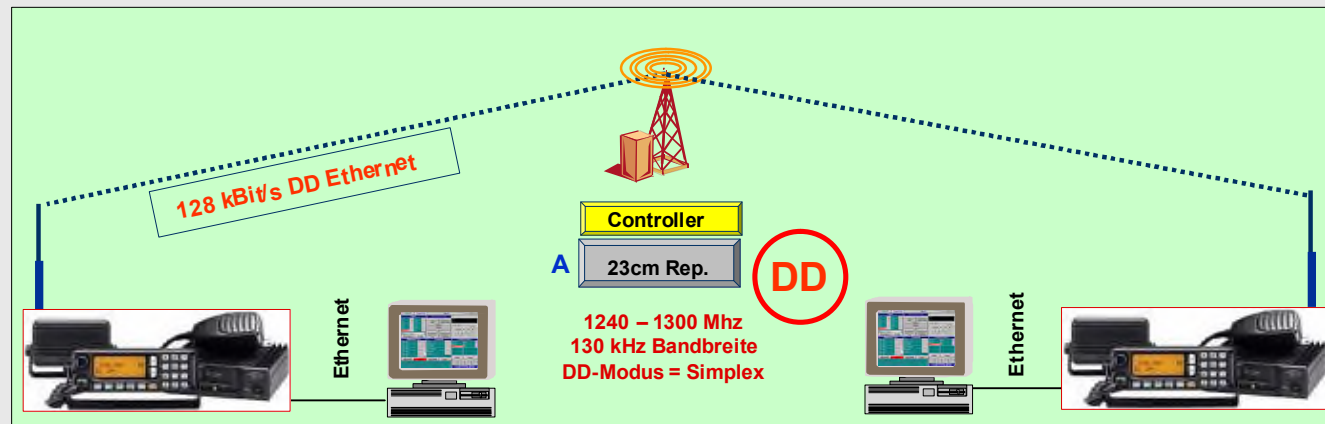 128 kBit/s DD Ethernet
Controller
A
23cm Rep.
DD
Ethernet
Ethernet
1240 – 1300 Mhz
130 kHz Bandbreite
DD-Modus = Simplex